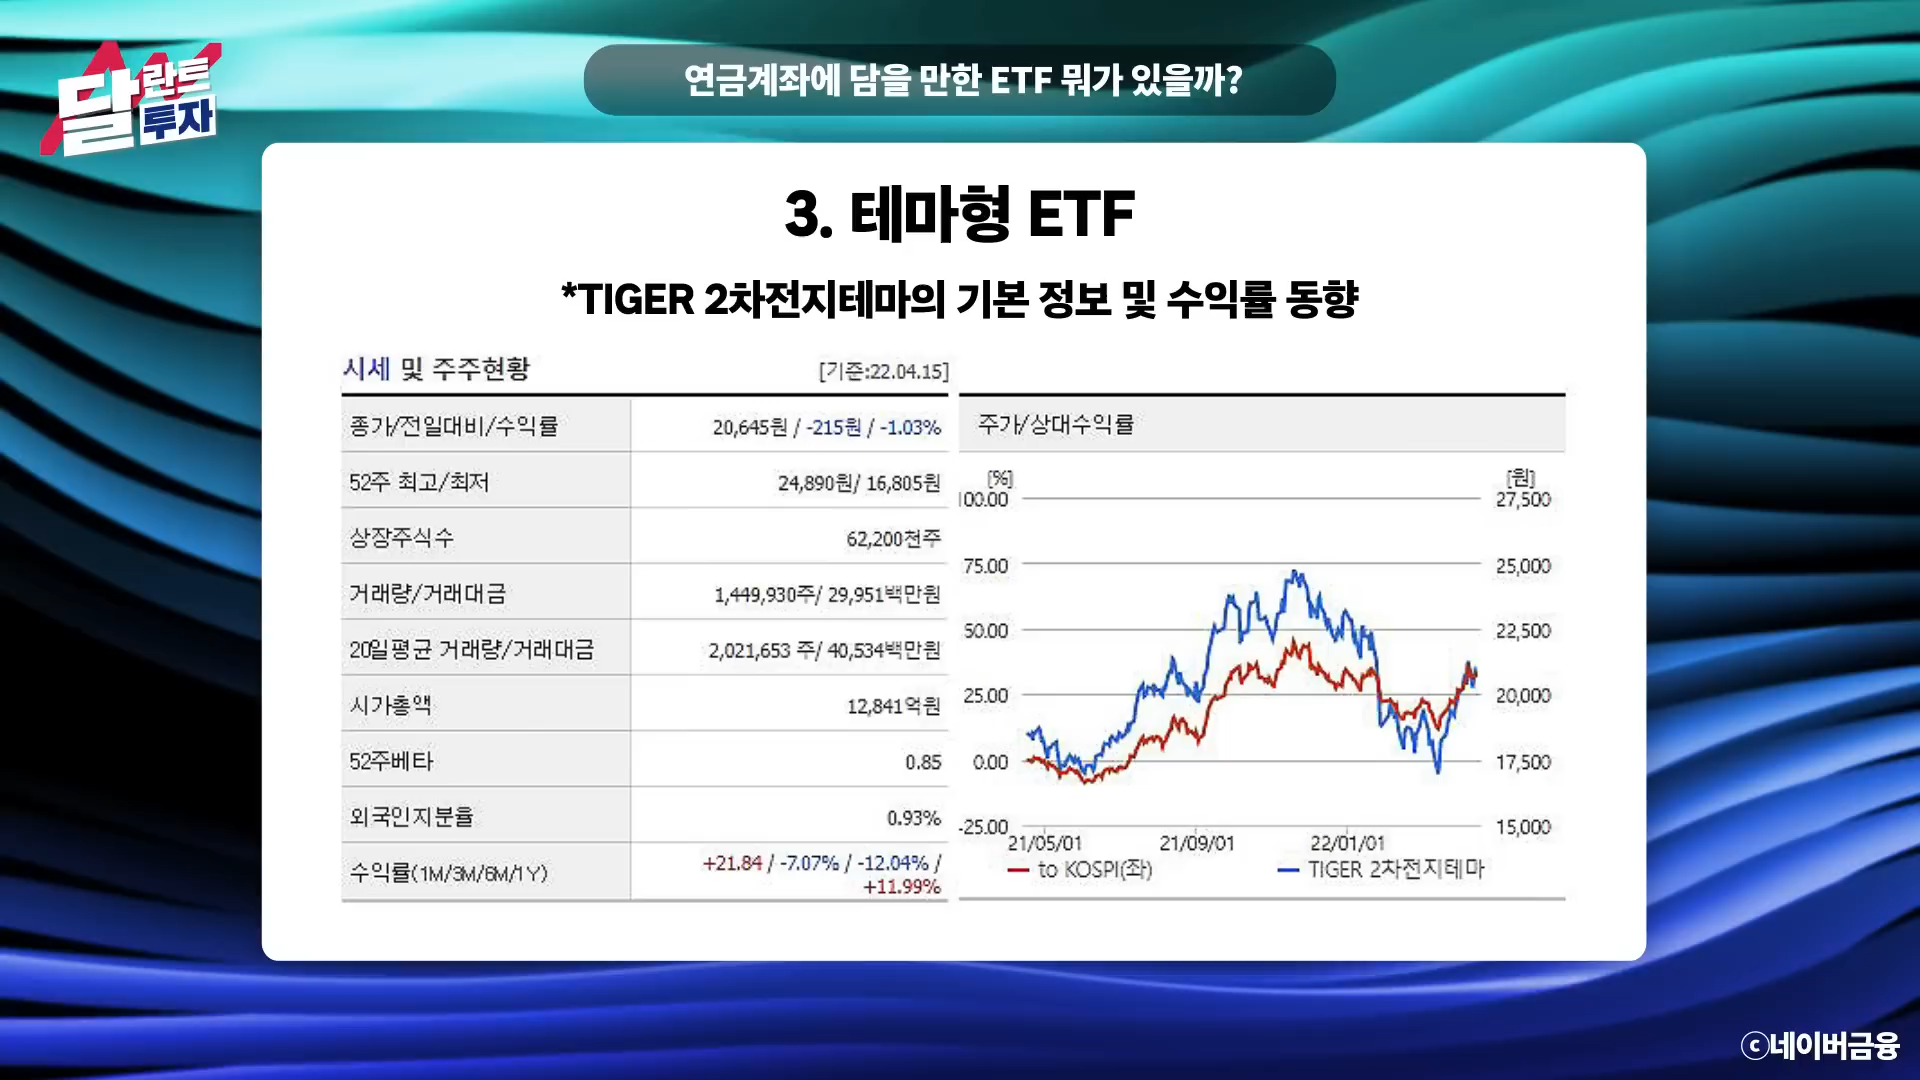 달란트
투자
연금계좌에 담을 만한 ETF 뭐가 있을까?
3. 테마형 ETF
*TIGER 2차전지테마의 기본 정보 및 수익률 동향
시세 및 주주현황 [기준:22.04.15]
종가/전일대비/수익률 20,645원 / -215원 / -1.03%
52주 최고/최저 24,890원/ 16,805원
상장주식수 62,200천주
거래량/거래대금 1,449,930주/ 29,951백만원
20일평균 거래량/거래대금 2,021,653 주/ 40,534백만원
시가총액 12,841억원
52주베타 0.85
외국인지분율 0.93%
수익률(1M/3M/6M/1Y) +21.84 / -7.07% / -12.04% /
+11.99%
주가/상대수익률
[%] [원]
100.00 27,500
75.00 25,000
50.00 22,500
25.00 20,000
0.00 17,500
-25.00 15,000
21/05/01 21/09/01 22/01/01
to KOSPI(좌) TIGER 2차전지테마
ⓒ네이버금융